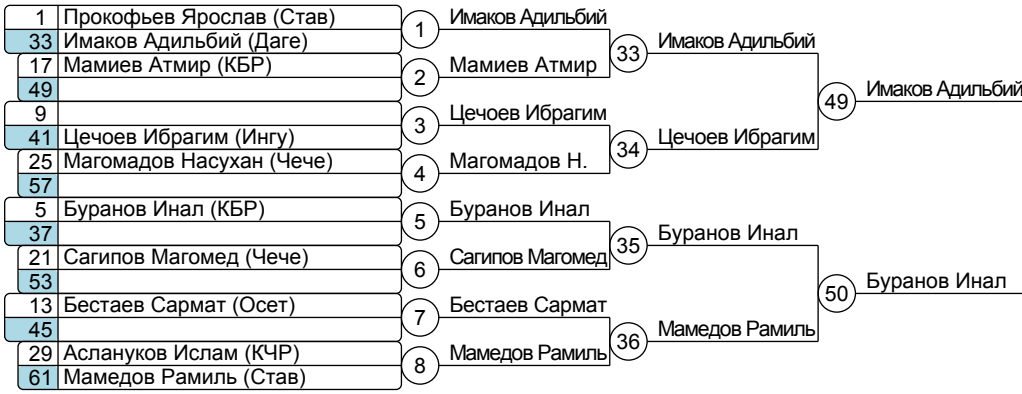 1 Прокофьев Ярослав (Став)
33 Имаков Адильбий (Даге)
17 Мамиев Атмир (КБР)
49
9
41 Цечоев Ибрагим (Ингу)
25 Магомадов Насухан (Чече)
57
5 Буранов Инал (КБР)
37
21 Сагипов Магомед (Чече)
53
13 Бестаев Сармат (Осет)
45
29 Аслануков Ислам (КЧР)
61 Мамедов Рамиль (Став)
1 Имаков Адильбий
2 Мамиев Атмир
3 Цечоев Ибрагим
4 Магомадов Н.
5 Буранов Инал
6 Сагипов Магомед
7 Бестаев Сармат
8 Мамедов Рамиль
33 Имаков Адильбий
34 Цечоев Ибрагим
35 Буранов Инал
36 Мамедов Рамиль
49 Имаков Адильбий
50 Буранов Инал